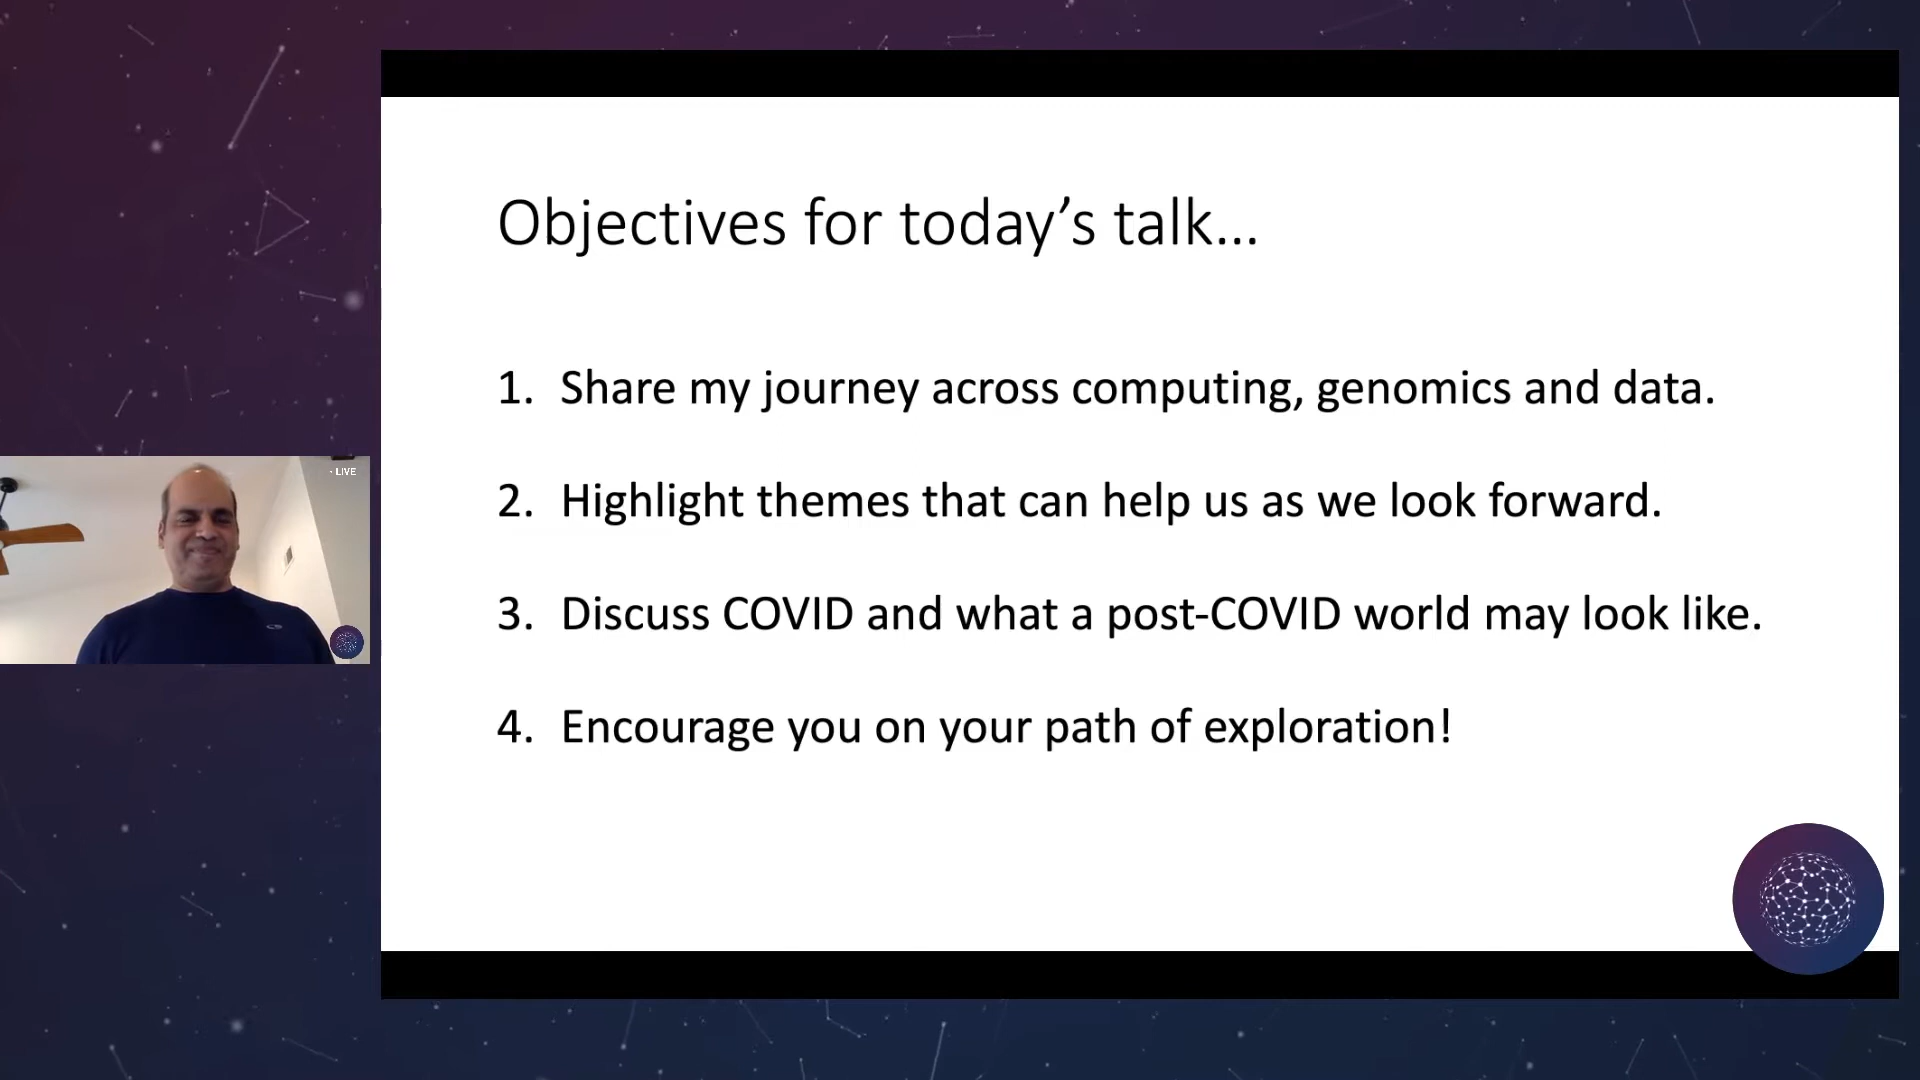 Objectives for today’s talk...
1. Share my journey across computing, genomics and data.
2. Highlight themes that can help us as we look forward.
3. Discuss COVID and what a post-COVID world may look like.
4. Encourage you on your path of exploration!
LIVE